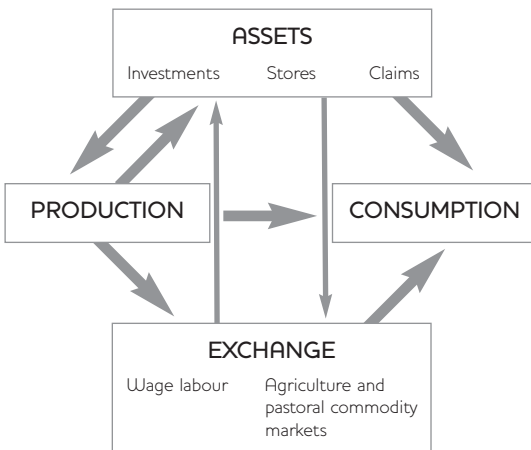 ASSETS
Investments Stores Claims
PRODUCTION
CONSUMPTION
EXCHANGE
Wage labour
Agriculture and
pastoral commodity
markets